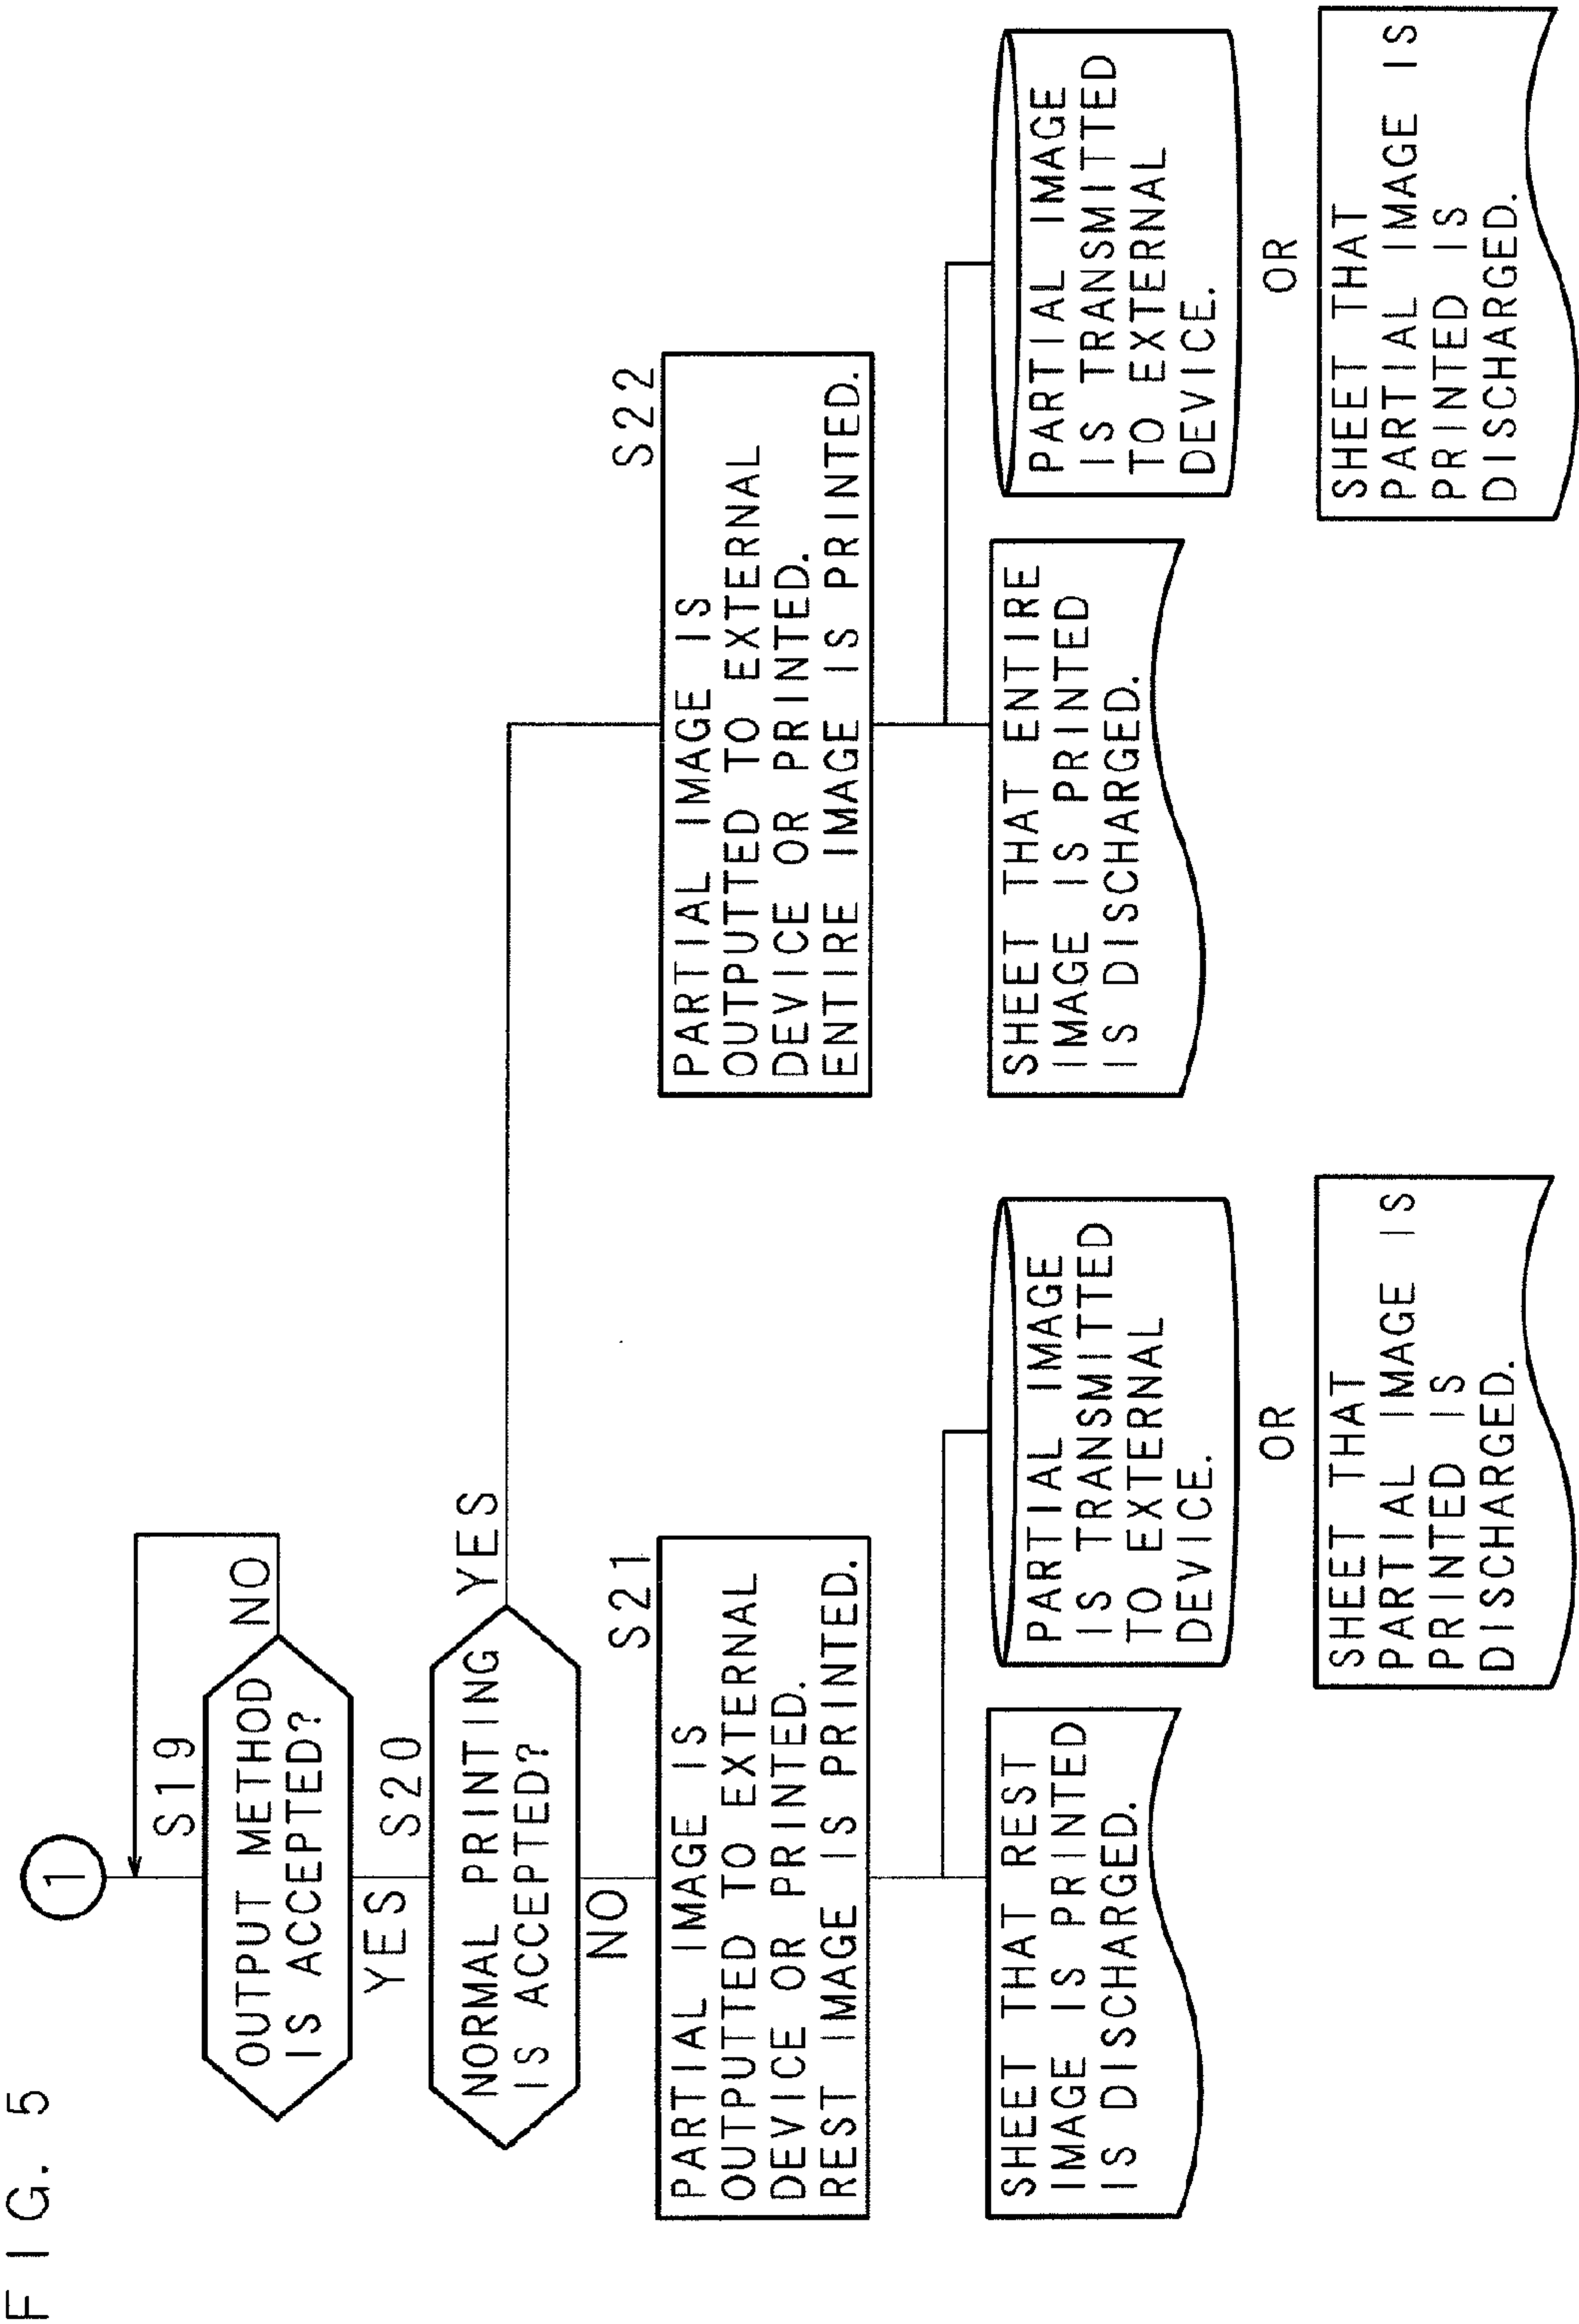 FIG. 5
1
S19
OUTPUT METHOD
IS ACCEPTED?
NO
YES
S20
NORMAL PRINTING
IS ACCEPTED?
YES
NO
S21
PARTIAL IMAGE IS
OUTPUTTED TO EXTERNAL
DEVICE OR PRINTED.
REST IMAGE IS PRINTED.
S22
PARTIAL IMAGE IS
OUTPUTTED TO EXTERNAL
DEVICE OR PRINTED.
ENTIRE IMAGE IS PRINTED.
SHEET THAT REST
IMAGE IS PRINTED
IS DISCHARGED.
PARTIAL IMAGE
IS TRANSMITTED
TO EXTERNAL
DEVICE.
OR
SHEET THAT
PARTIAL IMAGE IS
PRINTED IS
DISCHARGED.
SHEET THAT ENTIRE
IMAGE IS PRINTED
IS DISCHARGED.
PARTIAL IMAGE
IS TRANSMITTED
TO EXTERNAL
DEVICE.
OR
SHEET THAT
PARTIAL IMAGE IS
PRINTED IS
DISCHARGED.